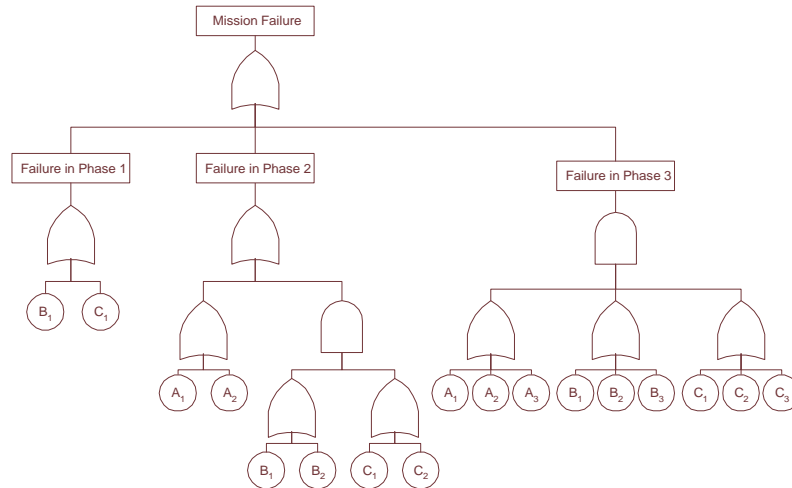 Mission Failure
Failure in Phase 1
Failure in Phase 2
Failure in Phase 3
B₁ C₁
A₁ A₂
A₁ A₂ A₃ B₁ B₂ B₃ C₁ C₂ C₃
B₁ B₂ C₁ C₂